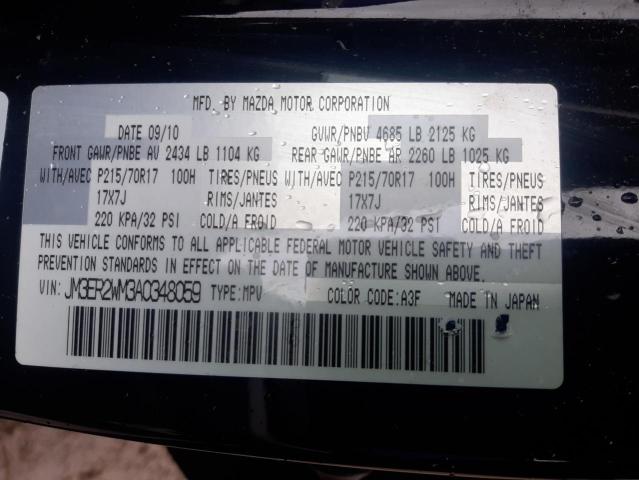 MFD. BY MAZDA MOTOR CORPORATION
DATE 09/10 GVWR/PNBV 4685 LB 2125 KG
FRONT GAWR/PNBE AV 2434 LB 1104 KG REAR GAWR/PNBE AR 2260 LB 1025 KG
WITH/AVEC P215/70R17 100H TIRES/PNEUS WITH/AVEC P215/70R17 100H TIRES/PNEUS
17X7J RIMS/JANTES 17X7J RIMS/JANTES
220 KPA/32 PSI COLD/A FROID 220 KPA/32 PSI COLD/A FROID
THIS VEHICLE CONFORMS TO ALL APPLICABLE FEDERAL MOTOR VEHICLE SAFETY AND THEFT
PREVENTION STANDARDS IN EFFECT ON THE DATE OF MANUFACTURE SHOWN ABOVE.
VIN: JM3ER2WM3A0348059 TYPE: MPV COLOR CODE: A3F MADE IN JAPAN